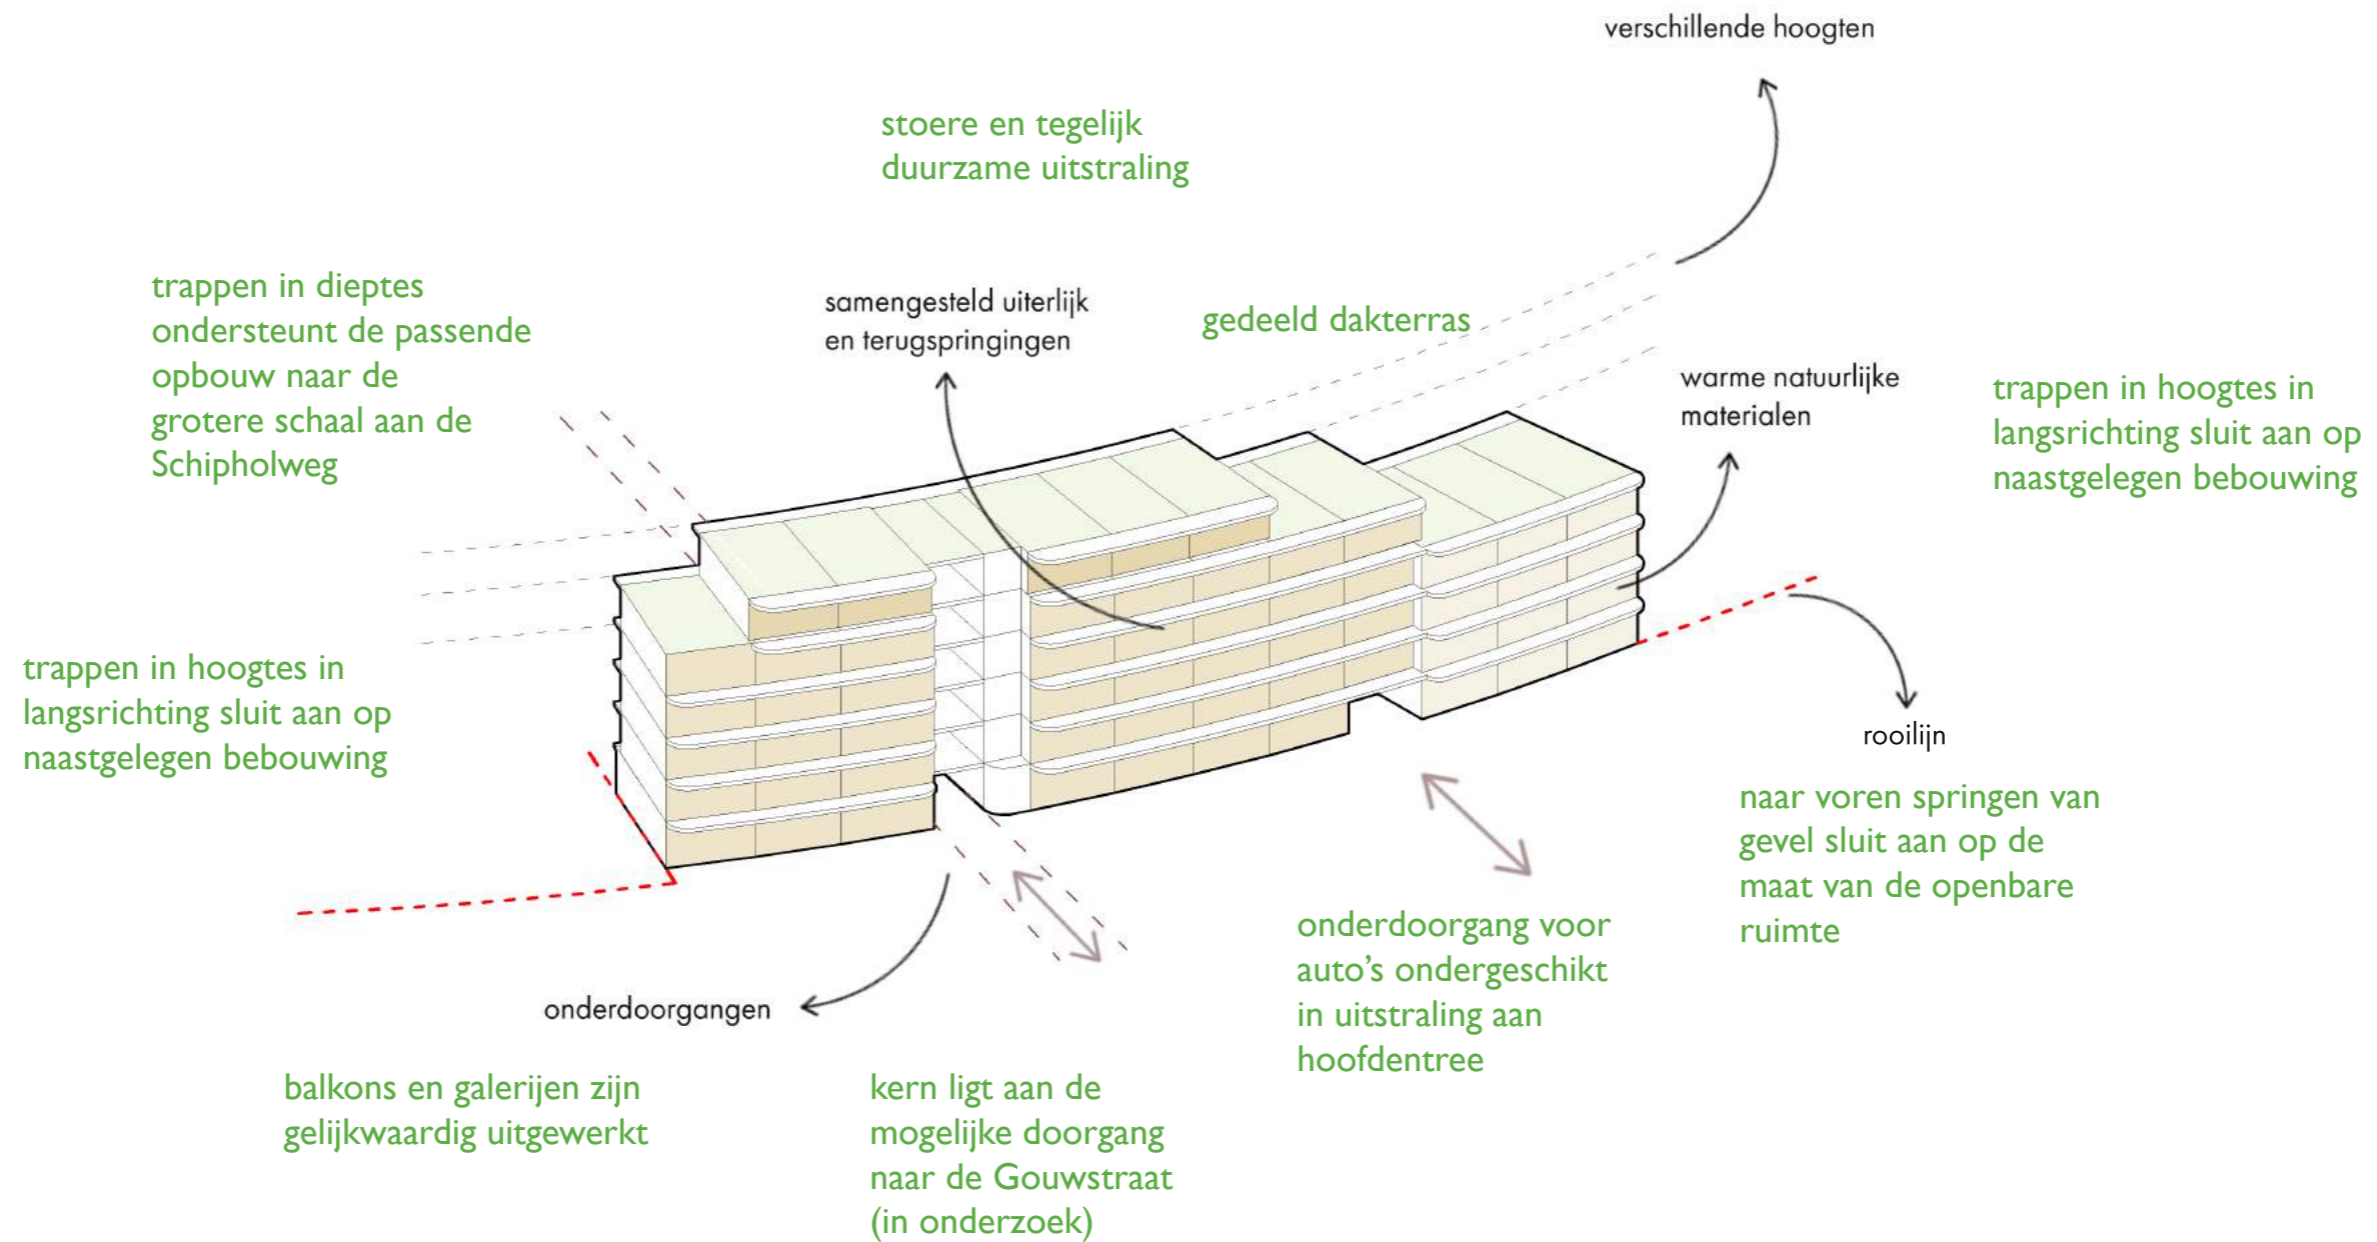 verschillende hoogten
stoere en tegelijk
duurzame uitstraling
trappen in dieptes
ondersteunt de passende
opbouw naar de
grotere schaal aan de
Schipholweg
samengesteld uiterlijk
en terugspringingen
gedeeld dakterras
warme natuurlijke
materialen
trappen in hoogtes in
langsrichting sluit aan op
naastgelegen bebouwing
trappen in hoogtes in
langsrichting sluit aan op
naastgelegen bebouwing
rooilijn
naar voren springen van
gevel sluit aan op de
maat van de openbare
ruimte
onderdoorgang voor
auto's ondergeschikt
in uitstraling aan
hoofdentree
onderdoorgangen
balkons en galerijen zijn
gelijkwaardig uitgewerkt
kern ligt aan de
mogelijke doorgang
naar de Gouwstraat
(in onderzoek)